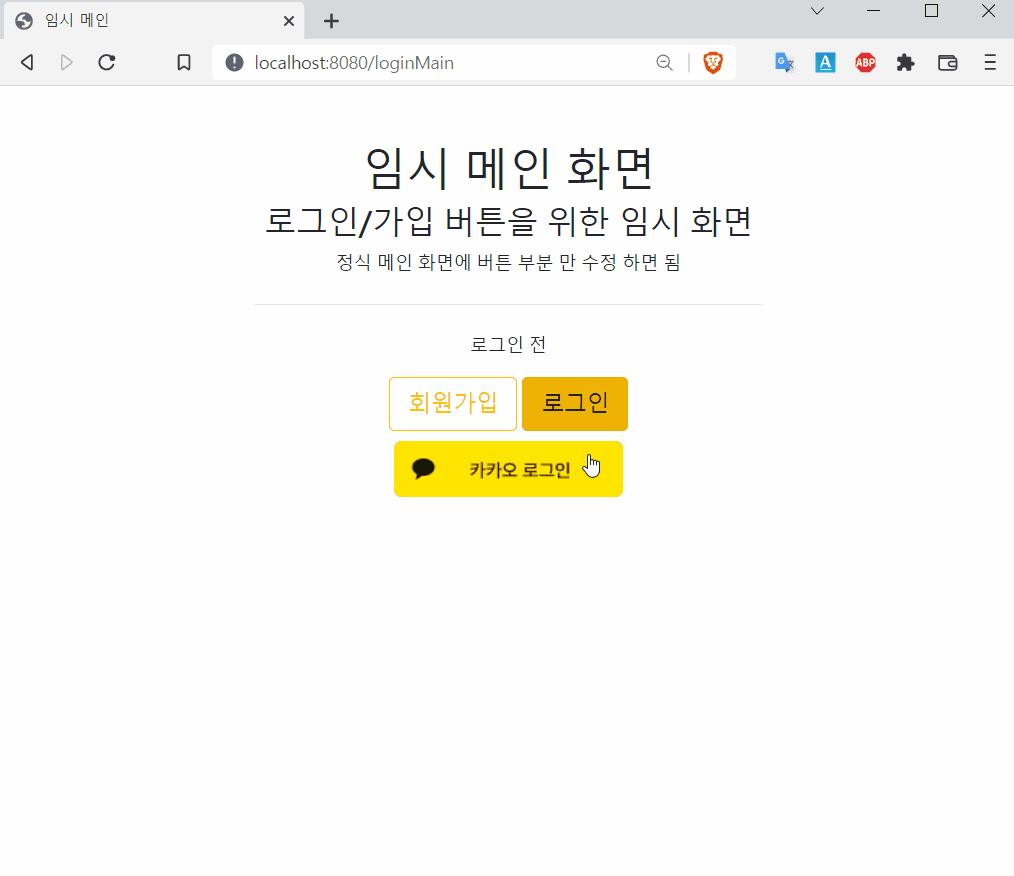 임시 메인
localhost:8080/loginMain
ABP
임시 메인 화면
로그인/가입 버튼을 위한 임시 화면
정식 메인 화면에 버튼 부분 만 수정 하면 됨
로그인 전
회원가입 로그인
카카오 로그인